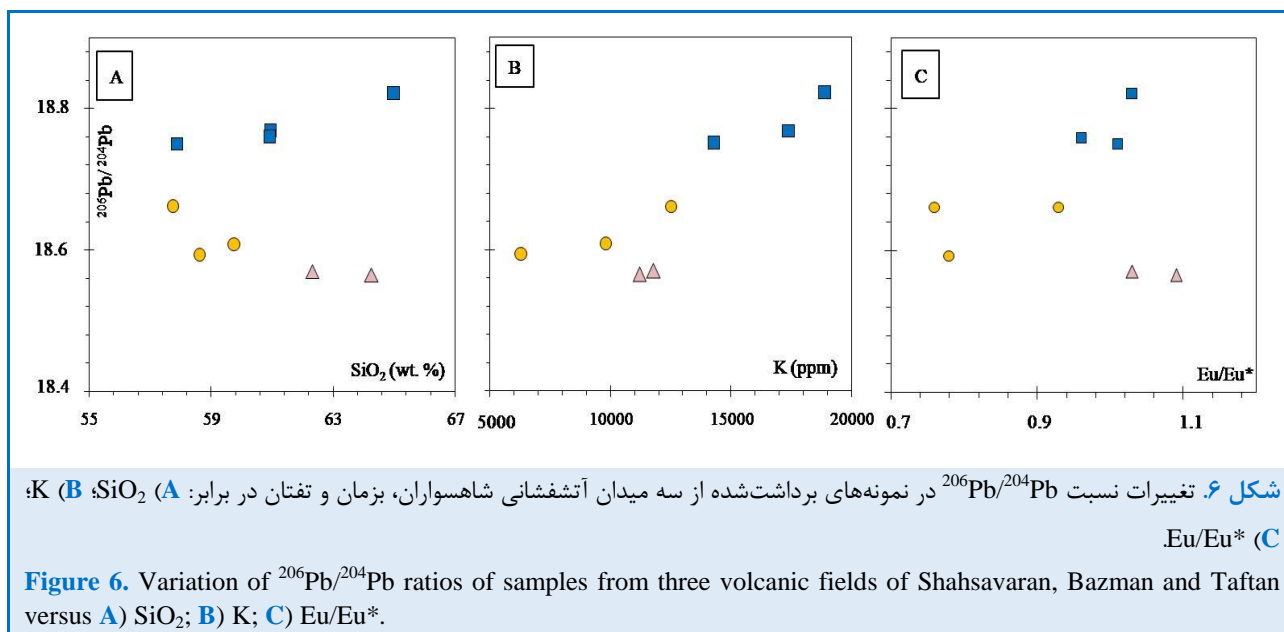 A
B
C
²⁰⁶Pb/ ²⁰⁴Pb
18.8
18.6
18.4
55
59
63
67
SiO₂ (wt. %)
5000
10000
15000
20000
K (ppm)
0.7
0.9
1.1
Eu/Eu*
شکل ۶. تغییرات نسبت ²⁰⁶Pb/²⁰⁴Pb در نمونه‌های برداشت‌شده از سه میدان آتشفشانی شاهسواران، بزمان و تفتان در برابر: A) SiO₂؛ B) K؛
C) Eu/Eu*.
Figure 6. Variation of ²⁰⁶Pb/²⁰⁴Pb ratios of samples from three volcanic fields of Shahsavaran, Bazman and Taftan
versus A) SiO₂; B) K; C) Eu/Eu*.